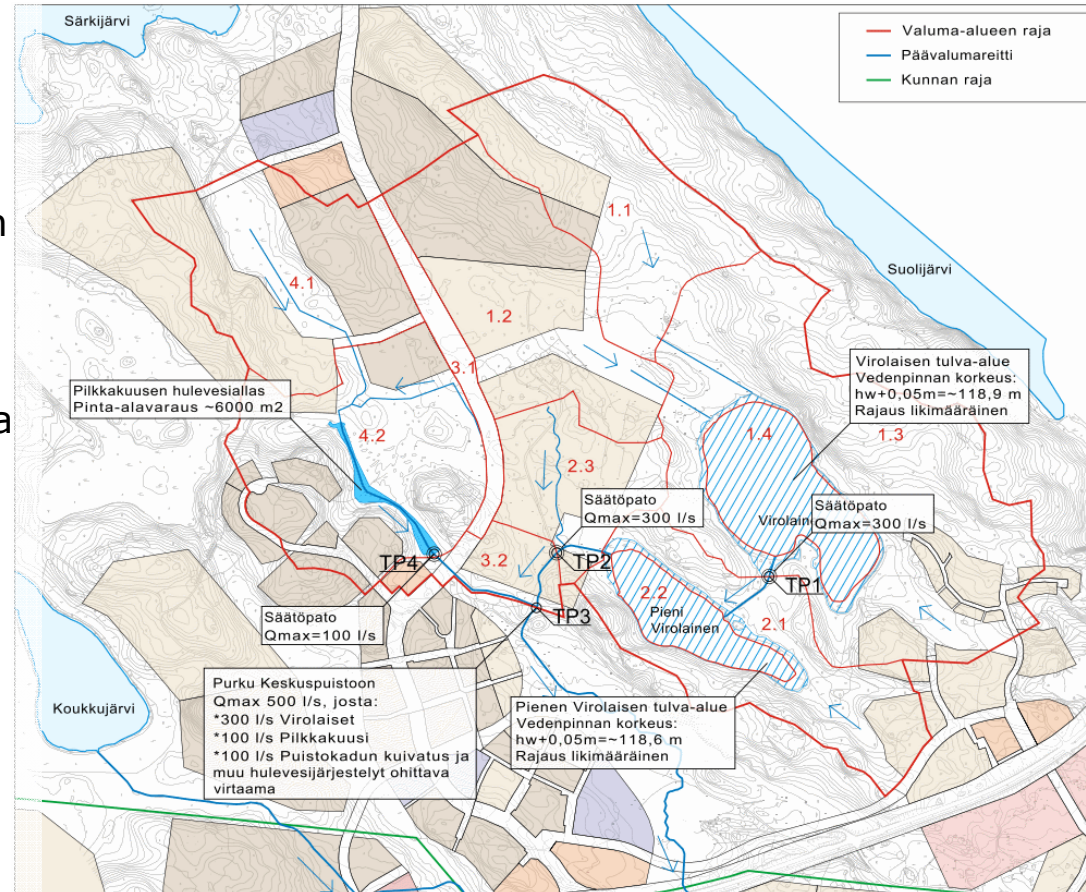 Särkijärvi
Valuma-alueen raja
Päävalumareitti
Kunnan raja
n
1.1
Suolijärvi
4.1
1.2
3.1
Virolaisen tulva-alue
Vedenpinnan korkeus:
hw+0,05m=~118,9 m
Rajaus likimääräinen
Pilkkakuusen hulevesiallas
Pinta-alavaraus ~6000 m2
a
4.2
1.4
1.3
2.3
Säätöpato
Qmax=300 l/s
Säätöpato
Qmax=300 l/s
TP4
3.2
TP2
TP1
2.2
Pieni
Virolainen
2.1
Säätöpato
Qmax=100 l/s
TP3
Purku Keskuspuistoon
Qmax 500 l/s, josta:
*300 l/s Virolaiset
*100 l/s Pilkkakuusi
*100 l/s Puistokadun kuivatus ja
muu hulevesijärjestelyt ohittava
virtaama
Koukkujärvi
Pienen Virolaisen tulva-alue
Vedenpinnan korkeus:
hw+0,05m=~118,6 m
Rajaus likimääräinen